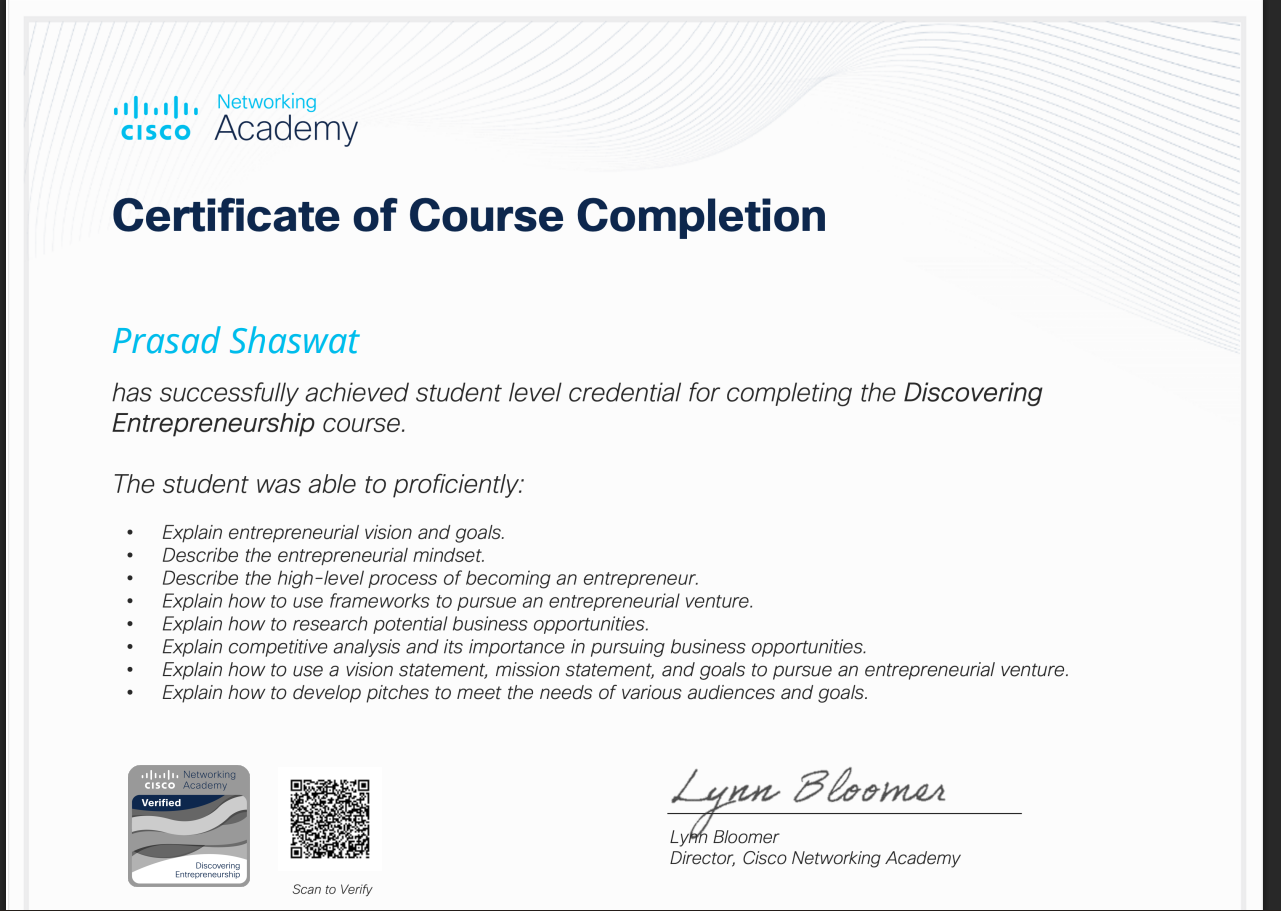 Networking
CISCO Academy
Certificate of Course Completion
Prasad Shaswat
has successfully achieved student level credential for completing the Discovering
Entrepreneurship course.
The student was able to proficiently:
• Explain entrepreneurial vision and goals.
• Describe the entrepreneurial mindset.
• Describe the high-level process of becoming an entrepreneur.
• Explain how to use frameworks to pursue an entrepreneurial venture.
• Explain how to research potential business opportunities.
• Explain competitive analysis and its importance in pursuing business opportunities.
• Explain how to use a vision statement, mission statement, and goals to pursue an entrepreneurial venture.
• Explain how to develop pitches to meet the needs of various audiences and goals.
Networking
CISCO Academy
Verified
Discovering
Entrepreneurship
Scan to Verify
Lynn Bloomer
Lynn Bloomer
Director, Cisco Networking Academy